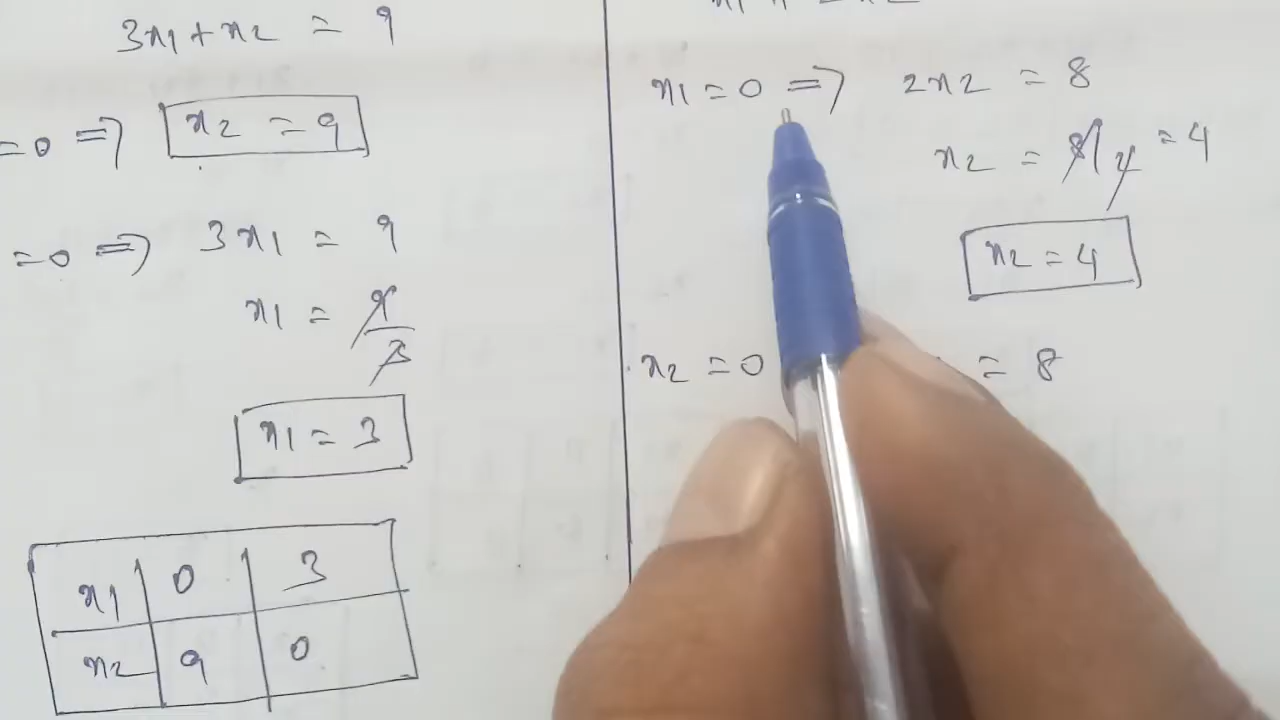 3x1 + x2 = 9
=0 => x2 = 9
=0 => 3x1 = 9
x1 = 9/3
x1 = 3
x1 0 3
x2 9 0
x1 = 0 => 2x2 = 8
x2 = 8/2 = 4
x2 = 4
x2 = 0 = 8